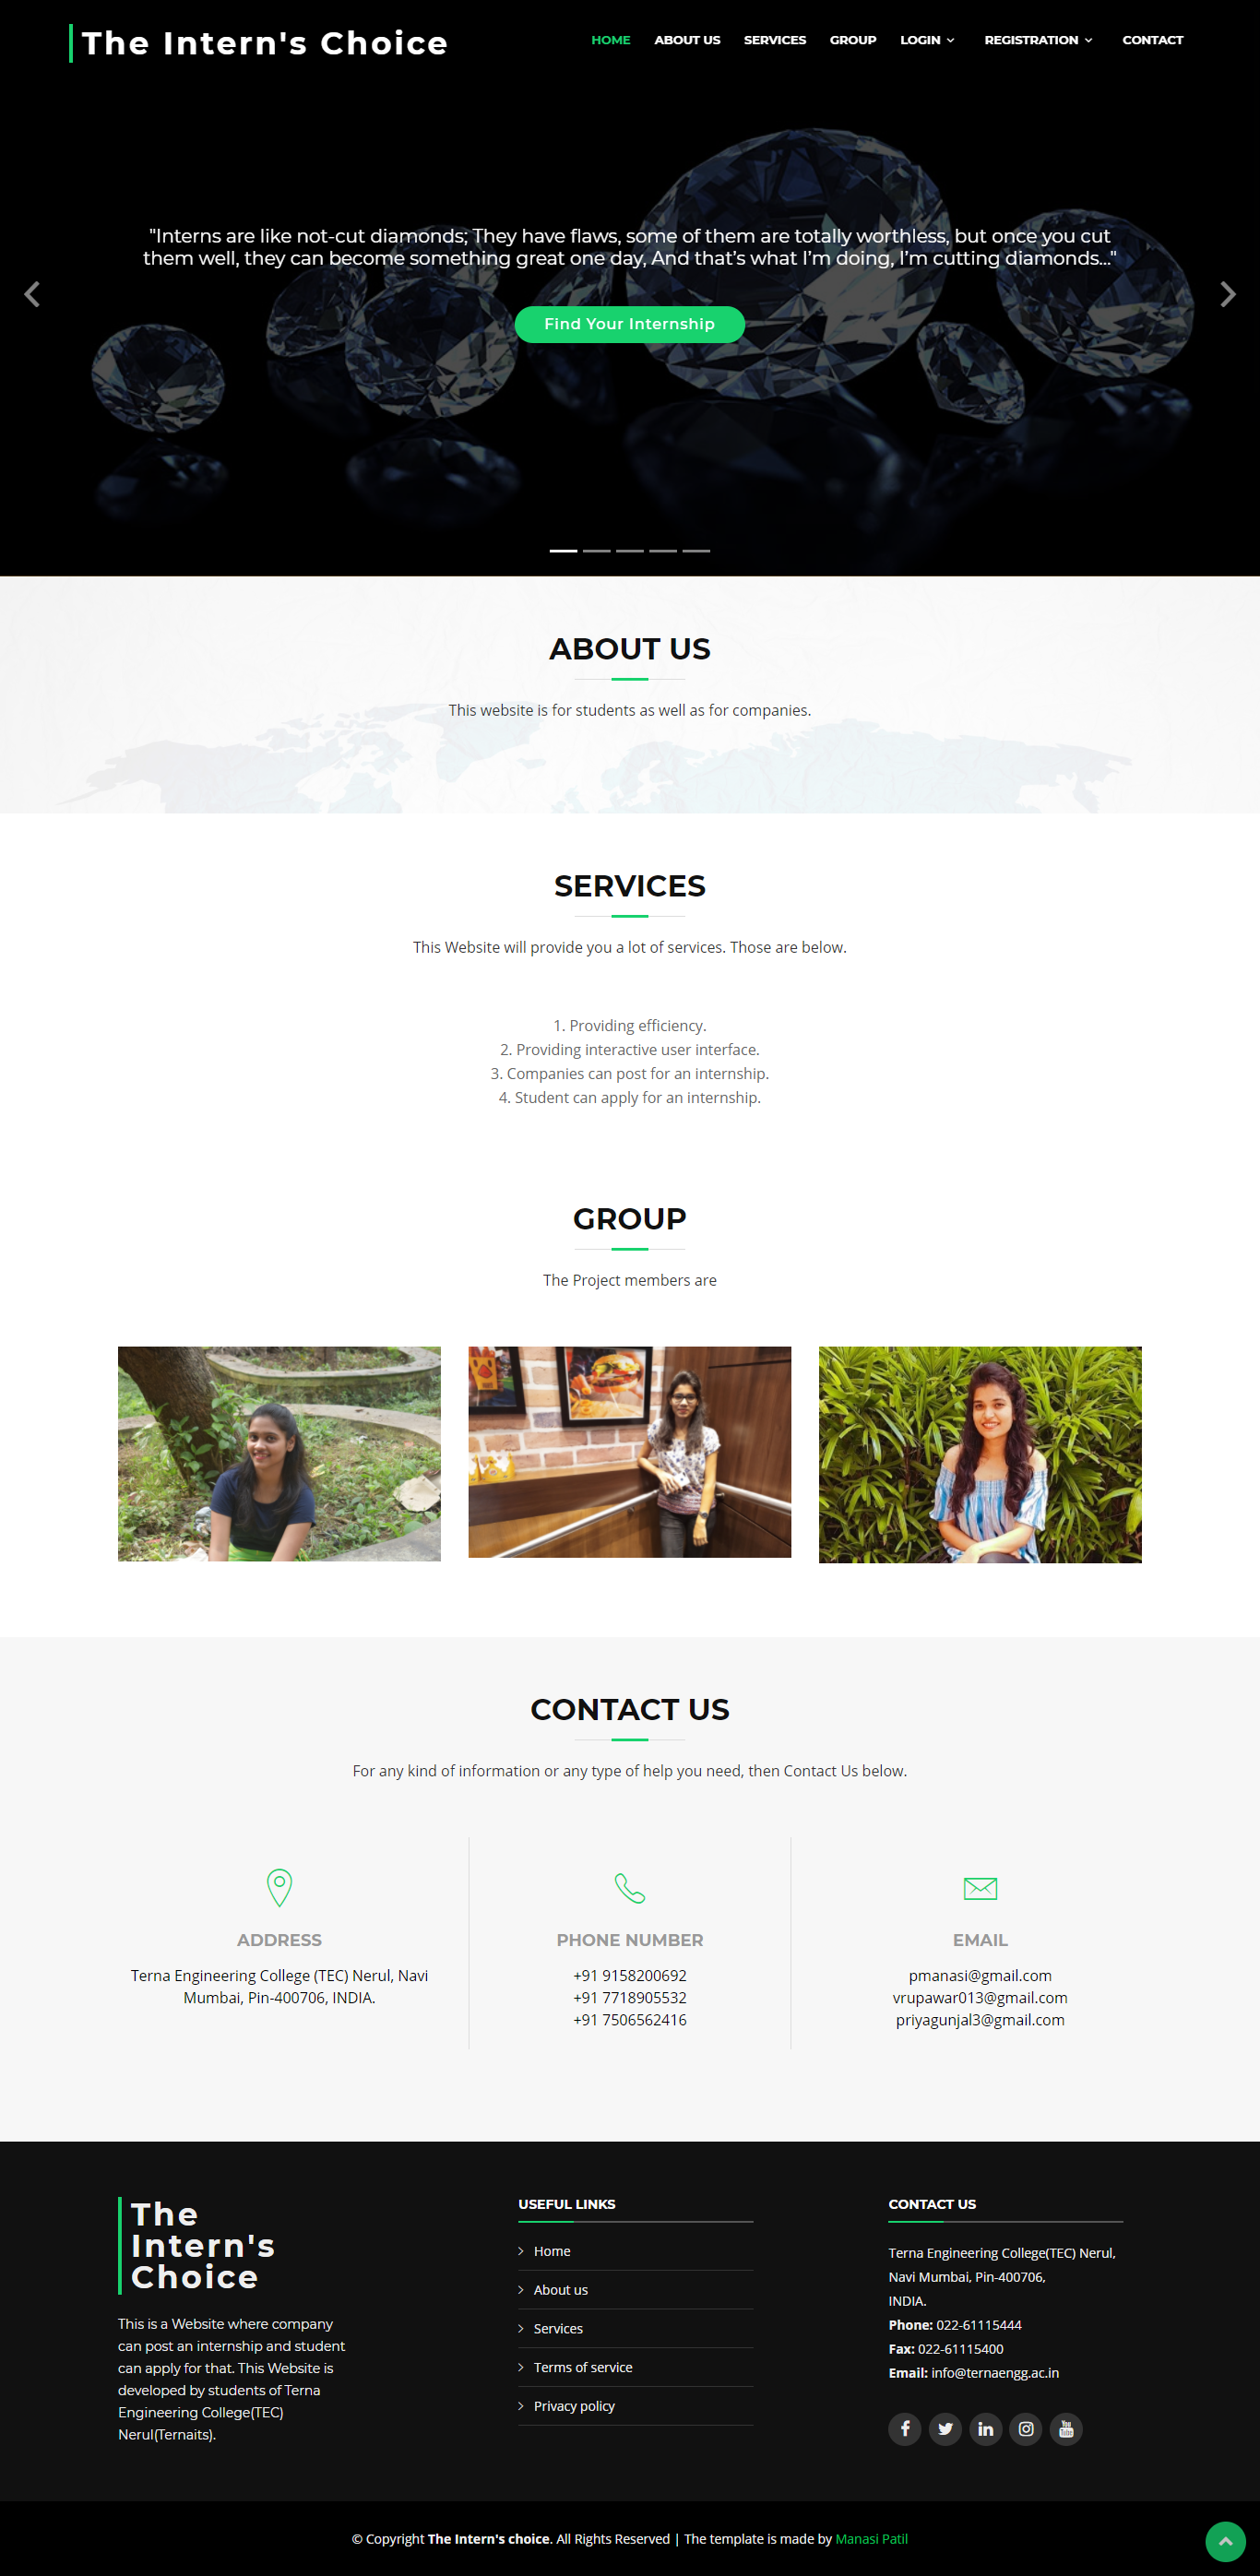 The Intern's Choice
HOME ABOUT US SERVICES GROUP LOGIN REGISTRATION CONTACT
"Interns are like not-cut diamonds; They have flaws, some of them are totally worthless, but once you cut
them well, they can become something great one day, And that’s what I’m doing, I’m cutting diamonds..."
Find Your Internship
ABOUT US
This website is for students as well as for companies.
SERVICES
This Website will provide you a lot of services. Those are below.
1. Providing efficiency.
2. Providing interactive user interface.
3. Companies can post for an internship.
4. Student can apply for an internship.
GROUP
The Project members are
CONTACT US
For any kind of information or any type of help you need, then Contact Us below.
ADDRESS
Terna Engineering College (TEC) Nerul, Navi
Mumbai, Pin-400706, INDIA.
PHONE NUMBER
+91 9158200692
+91 7718905532
+91 7506562416
EMAIL
pmanasi@gmail.com
vrupawar013@gmail.com
priyagunjal3@gmail.com
The
Intern's
Choice
This is a Website where company
can post an internship and student
can apply for that. This Website is
developed by students of Terna
Engineering College(TEC)
Nerul(Ternaits).
USEFUL LINKS
Home
About us
Services
Terms of service
Privacy policy
CONTACT US
Terna Engineering College(TEC) Nerul,
Navi Mumbai, Pin-400706,
INDIA.
Phone: 022-61115444
Fax: 022-61115400
Email: info@ternaengg.ac.in
© Copyright The Intern's choice. All Rights Reserved | The template is made by Manasi Patil